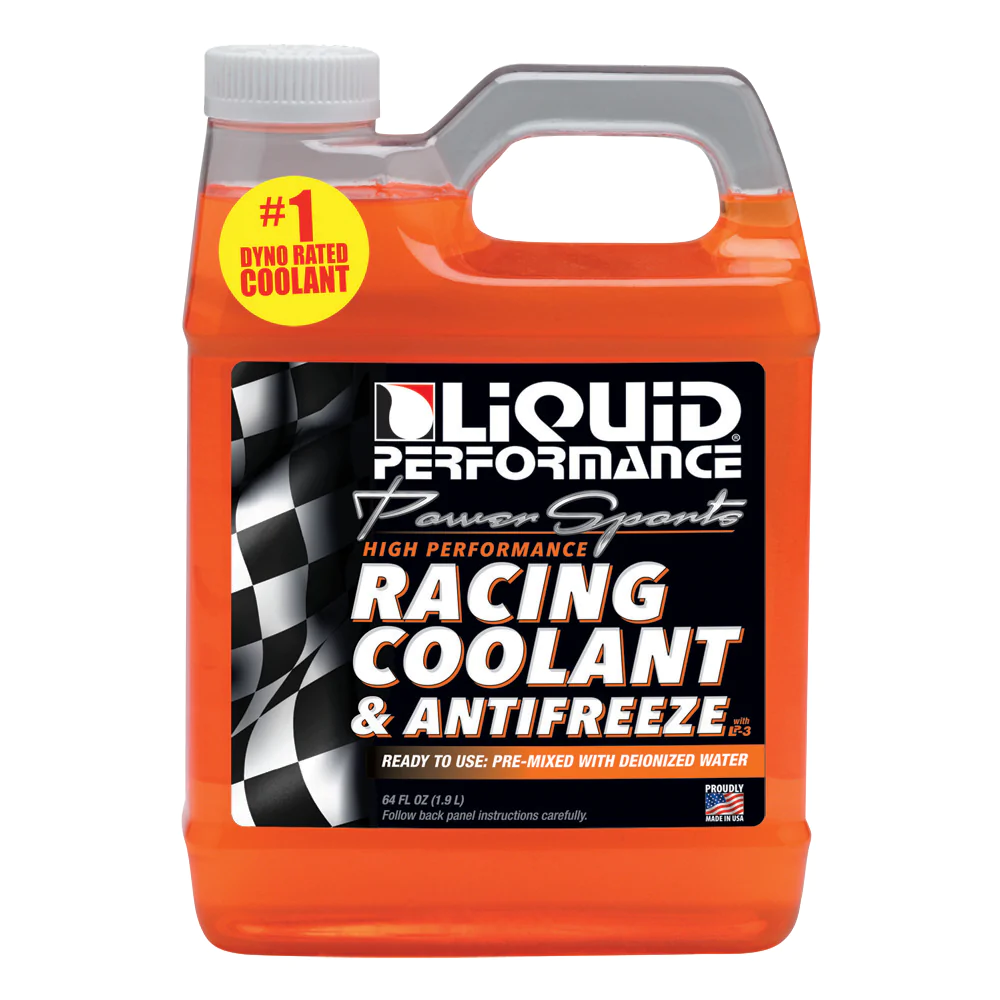 #1
DYNO RATED
COOLANT
LiQUiD
PERFORMANCE®
Power Sports
HIGH PERFORMANCE
RACING
COOLANT
& ANTIFREEZE with LP-3
READY TO USE: PRE-MIXED WITH DEIONIZED WATER
64 FL OZ (1.9 L)
Follow back panel instructions carefully.
PROUDLY
MADE IN USA